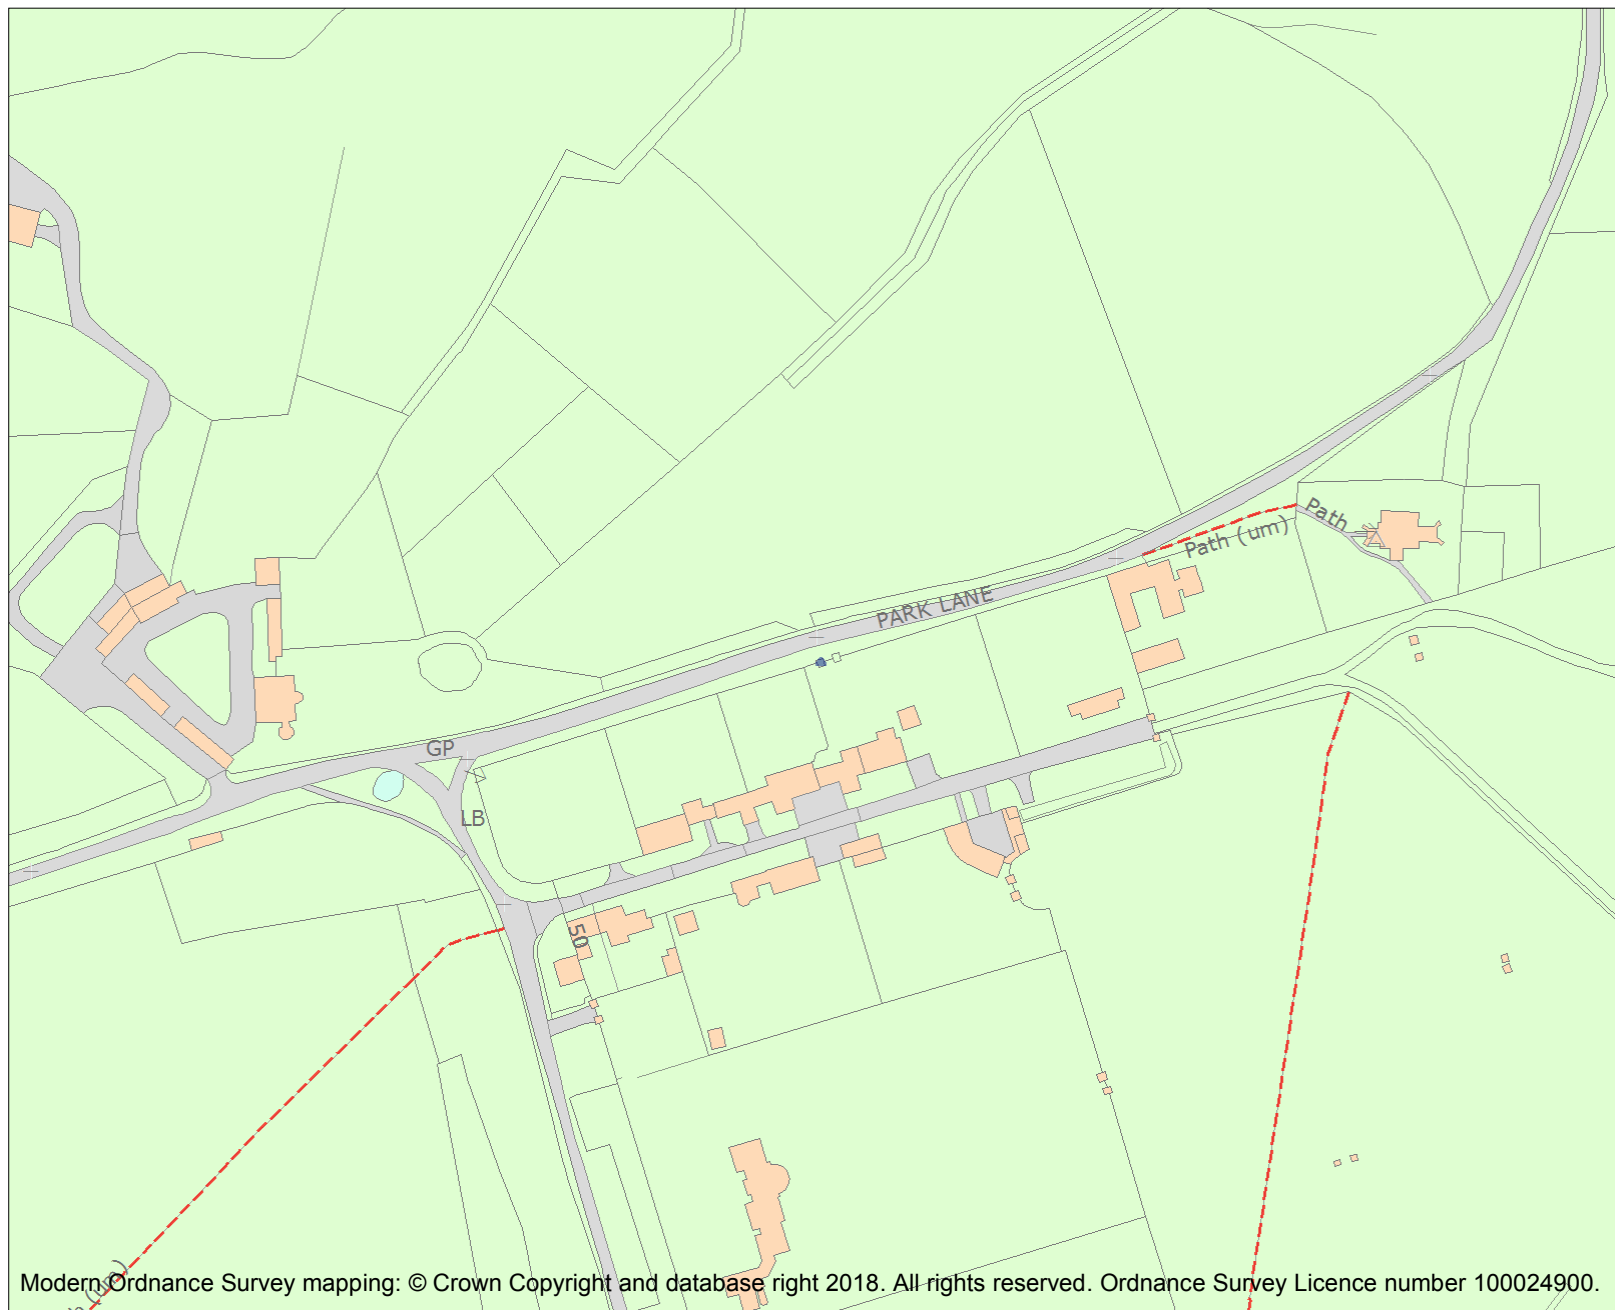 Path
Path (um)
PARK LANE
GP
LB
50
(um)
Modern Ordnance Survey mapping: © Crown Copyright and database right 2018. All rights reserved. Ordnance Survey Licence number 100024900.